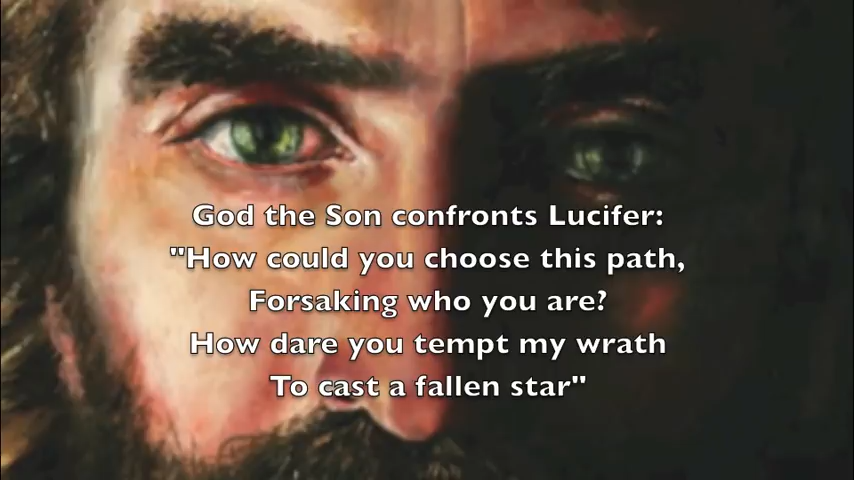 God the Son confronts Lucifer:
"How could you choose this path,
Forsaking who you are?
How dare you tempt my wrath
To cast a fallen star"